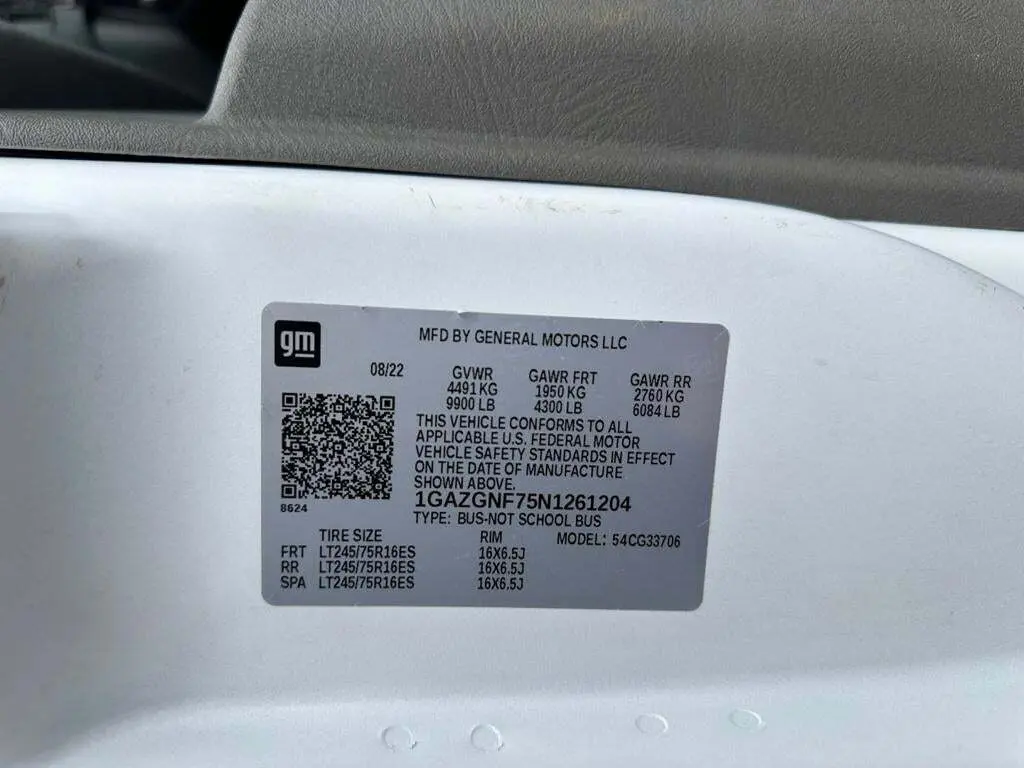 gm
MFD BY GENERAL MOTORS LLC
08/22 GVWR GAWR FRT GAWR RR
4491 KG 1950 KG 2760 KG
9900 LB 4300 LB 6084 LB
THIS VEHICLE CONFORMS TO ALL
APPLICABLE U.S. FEDERAL MOTOR
VEHICLE SAFETY STANDARDS IN EFFECT
ON THE DATE OF MANUFACTURE
SHOWN ABOVE.
1GAZGNF75N1261204
8624
TYPE: BUS-NOT SCHOOL BUS
TIRE SIZE RIM MODEL: 54CG33706
FRT LT245/75R16ES 16X6.5J
RR LT245/75R16ES 16X6.5J
SPA LT245/75R16ES 16X6.5J